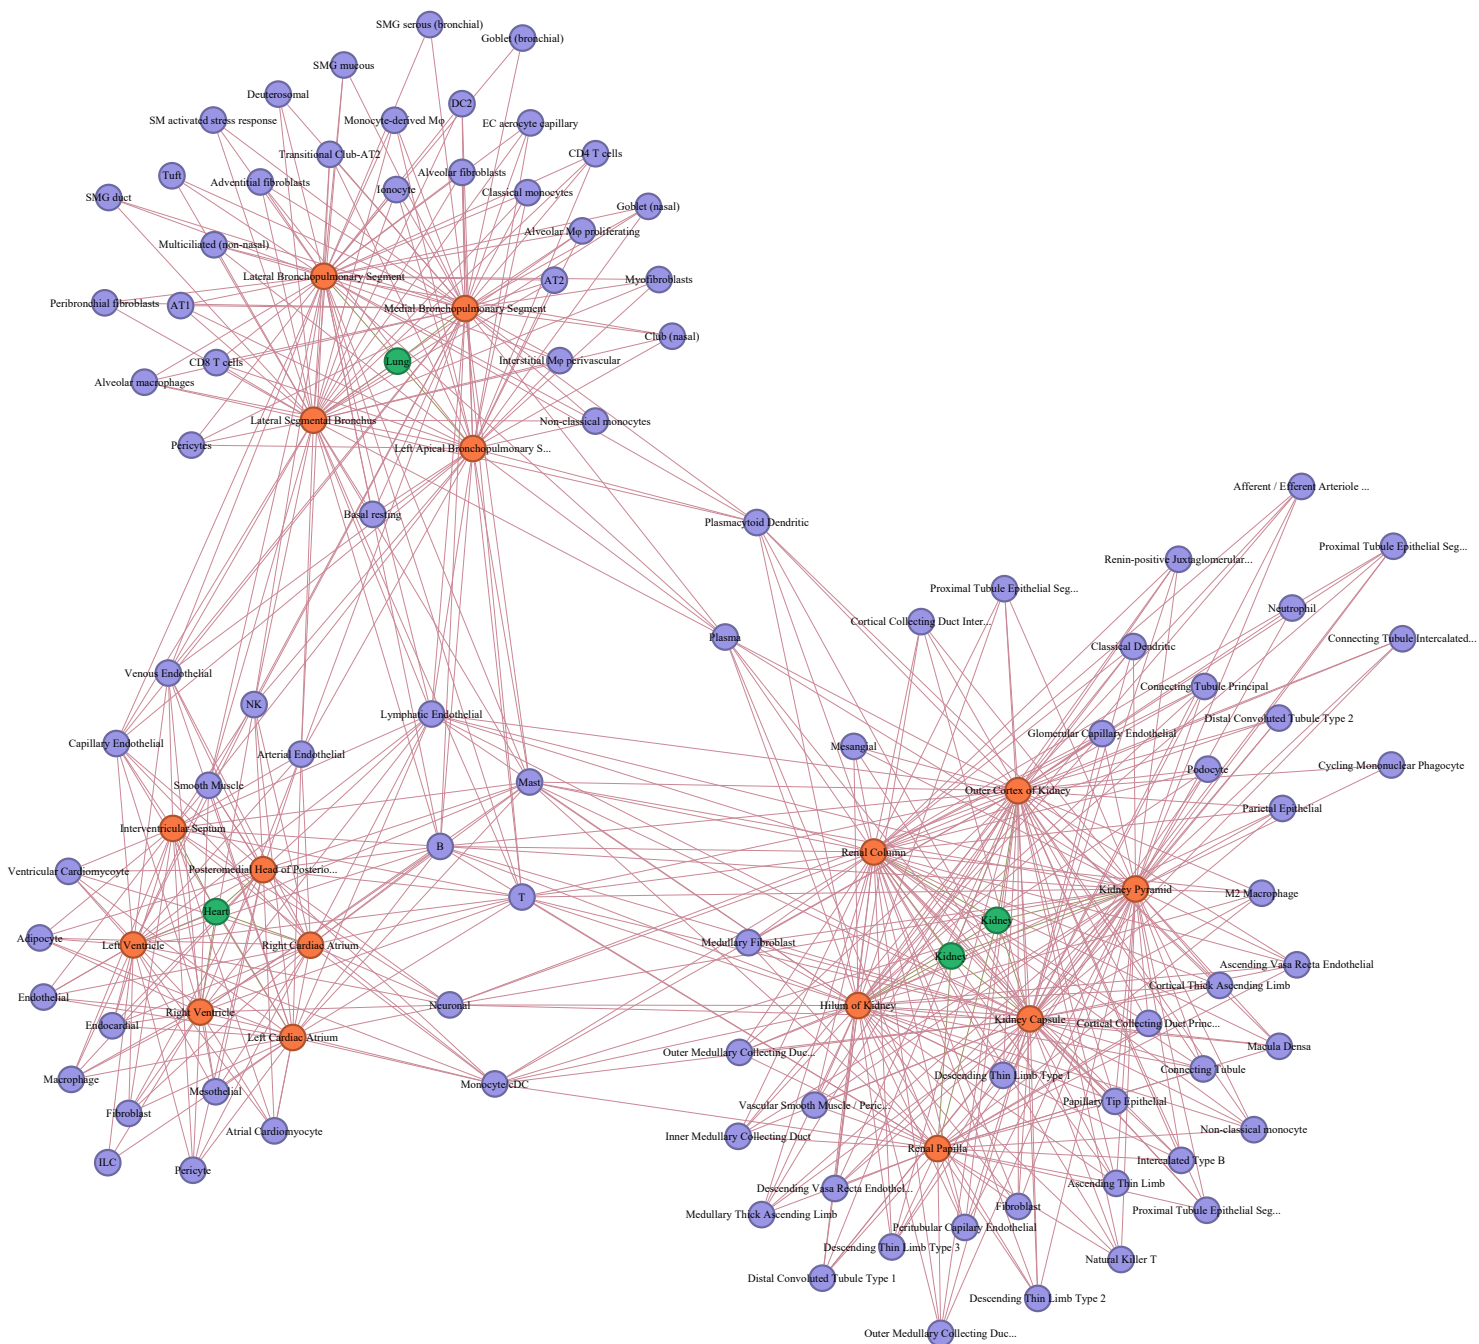 SMG serous (bronchial)
Goblet (bronchial)
SMG mucous
Deuterosomal
DC2
SM activated stress response
Monocyte-derived Mφ
EC aerocyte capillary
Transitional Club-AT2
CD4 T cells
Tuft
Adventitial fibroblasts
Alveolar fibroblasts
Ionocyte
Classical monocytes
SMG duct
Goblet (nasal)
Alveolar Mφ proliferating
Multiciliated (non-nasal)
Lateral Bronchopulmonary Segment
AT2
Myofibroblasts
Peribronchial fibroblasts
AT1
Medial Bronchopulmonary Segment
Club (nasal)
CD8 T cells
Lung
Interstitial Mφ perivascular
Alveolar macrophages
Lateral Segmental Bronchus
Non-classical monocytes
Pericytes
Left Apical Bronchopulmonary S...
Afferent / Efferent Arteriole ...
Basal resting
Plasmacytoid Dendritic
Proximal Tubule Epithelial Seg...
Renin-positive Juxtaglomerular...
Proximal Tubule Epithelial Seg...
Neutrophil
Cortical Collecting Duct Inter...
Plasma
Connecting Tubule Intercalated...
Classical Dendritic
Venous Endothelial
Connecting Tubule Principal
NK
Lymphatic Endothelial
Distal Convoluted Tubule Type 2
Glomerular Capillary Endothelial
Capillary Endothelial
Arterial Endothelial
Mesangial
Cycling Mononuclear Phagocyte
Podocyte
Smooth Muscle
Mast
Outer Cortex of Kidney
Parietal Epithelial
Interventricular Septum
B
Renal Column
Ventricular Cardiomycoyte
Posteromedial Head of Posterio...
Kidney Pyramid
M2 Macrophage
T
Heart
Kidney
Adipocyte
Left Ventricle
Right Cardiac Atrium
Medullary Fibroblast
Kidney
Ascending Vasa Recta Endothelial
Cortical Thick Ascending Limb
Endothelial
Neuronal
Hilum of Kidney
Right Ventricle
Kidney Capsule
Cortical Collecting Duct Princ...
Endocardial
Left Cardiac Atrium
Macula Densa
Outer Medullary Collecting Duc...
Connecting Tubule
Descending Thin Limb Type 1
Macrophage
Monocyte/cDC
Mesothelial
Papillary Tip Epithelial
Vascular Smooth Muscle / Peric...
Fibroblast
Atrial Cardiomyocyte
Non-classical monocyte
Inner Medullary Collecting Duct
Renal Papilla
ILC
Intercalated Type B
Pericyte
Ascending Thin Limb
Descending Vasa Recta Endothel...
Fibroblast
Proximal Tubule Epithelial Seg...
Medullary Thick Ascending Limb
Peritubular Capilary Endothelial
Descending Thin Limb Type 3
Natural Killer T
Distal Convoluted Tubule Type 1
Descending Thin Limb Type 2
Outer Medullary Collecting Duc...